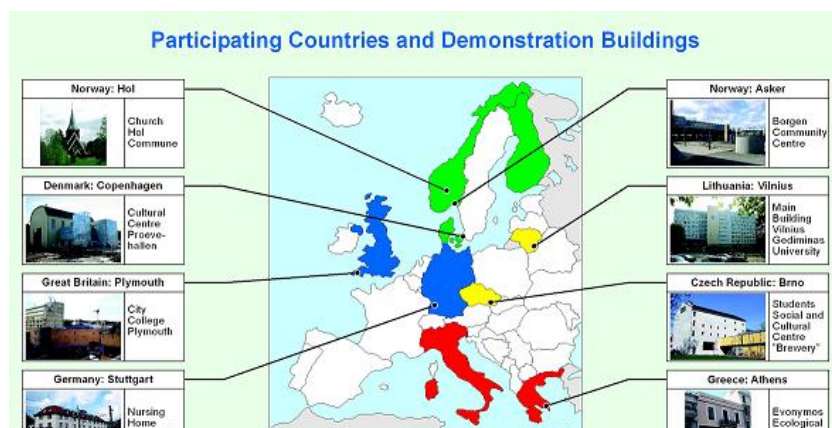 Participating Countries and Demonstration Buildings
Norway: Hol
Church
Hol
Commune
Denmark: Copenhagen
Cultural
Centre
Proeve-
hallen
Great Britain: Plymouth
City
College
Plymouth
Germany: Stuttgart
Nursing
Home
Norway: Asker
Borgen
Community
Centre
Lithuania: Vilnius
Main
Building
Vilnius
Gediminas
University
Czech Republic: Brno
Students
Social and
Cultural
Centre
"Brewery"
Greece: Athens
Evonymos
Ecological